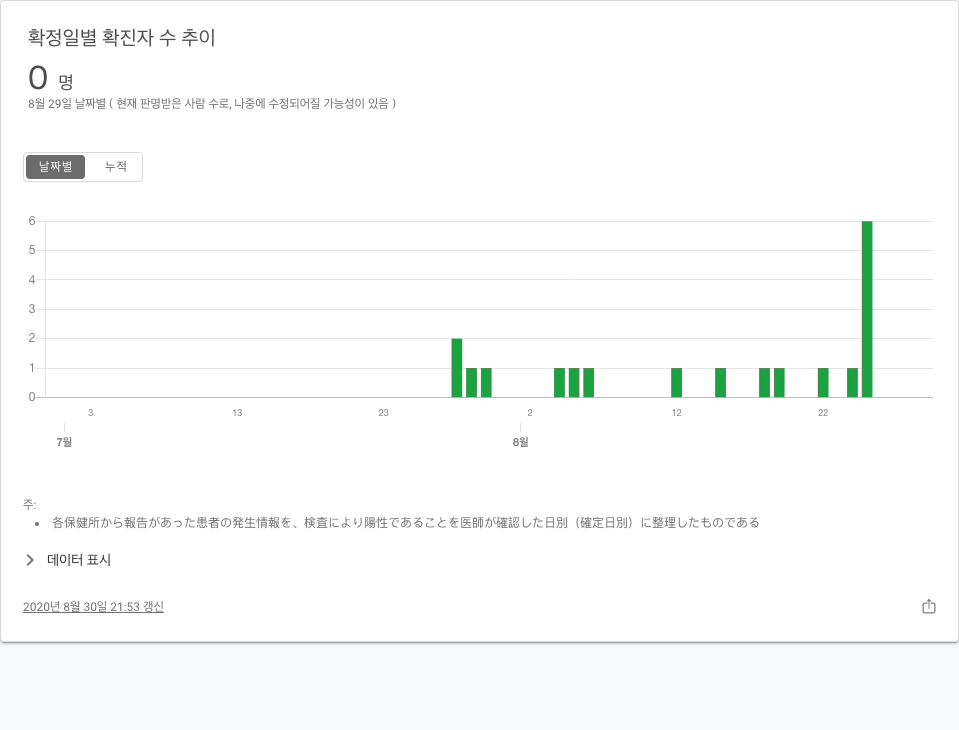 확정일별 확진자 수 추이
0 명
8월 29일 날짜별 ( 현재 판명받은 사람 수로, 나중에 수정되어질 가능성이 있음 )
날짜별 누적
6
5
4
3
2
1
0
3 13 23 2 12 22
7월 8월
주:
• 各保健所から報告があった患者の発生情報を、検査により陽性であることを医師が確認した日別（確定日別）に整理したものである
데이터 표시
2020년 8월 30일 21:53 갱신